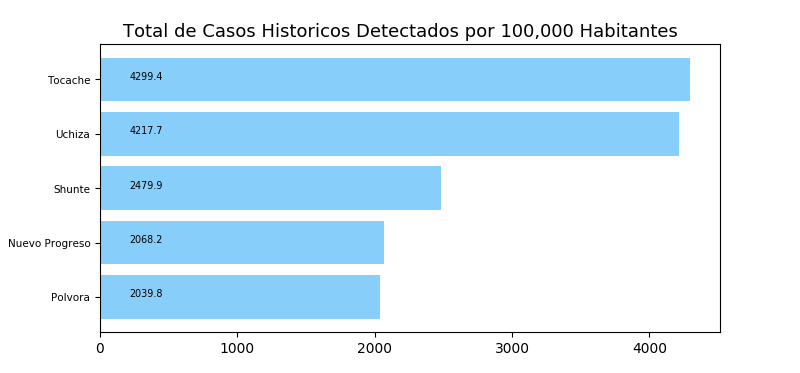 Total de Casos Historicos Detectados por 100,000 Habitantes
Tocache 4299.4
Uchiza 4217.7
Shunte 2479.9
Nuevo Progreso 2068.2
Polvora 2039.8
0 1000 2000 3000 4000